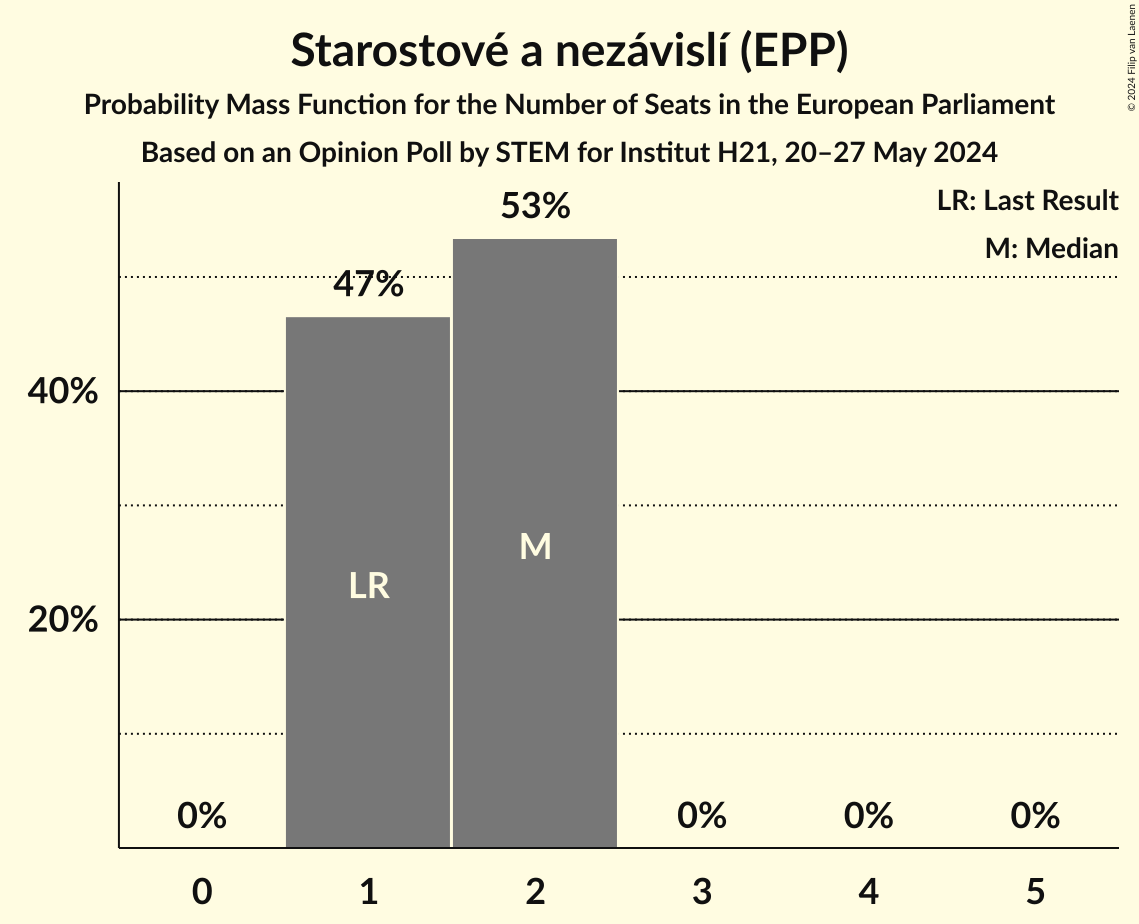 Starostové a nezávislí (EPP)
Probability Mass Function for the Number of Seats in the European Parliament
Based on an Opinion Poll by STEM for Institut H21, 20–27 May 2024
© 2024 Filip van Laenen
LR: Last Result
M: Median
53%
47%
40%
20%
M
LR
0%
0%
0%
0%
0
1
2
3
4
5